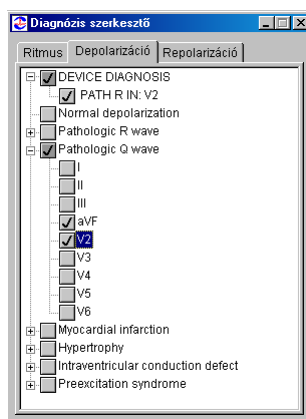 Diagnózis szerkesztő
Ritmus Depolarizáció Repolarizáció
DEVICE DIAGNOSIS
PATH R IN: V2
Normal depolarization
Pathologic R wave
Pathologic Q wave
I
II
III
aVF
V2
V3
V4
V5
V6
Myocardial infarction
Hypertrophy
Intraventricular conduction defect
Preexcitation syndrome